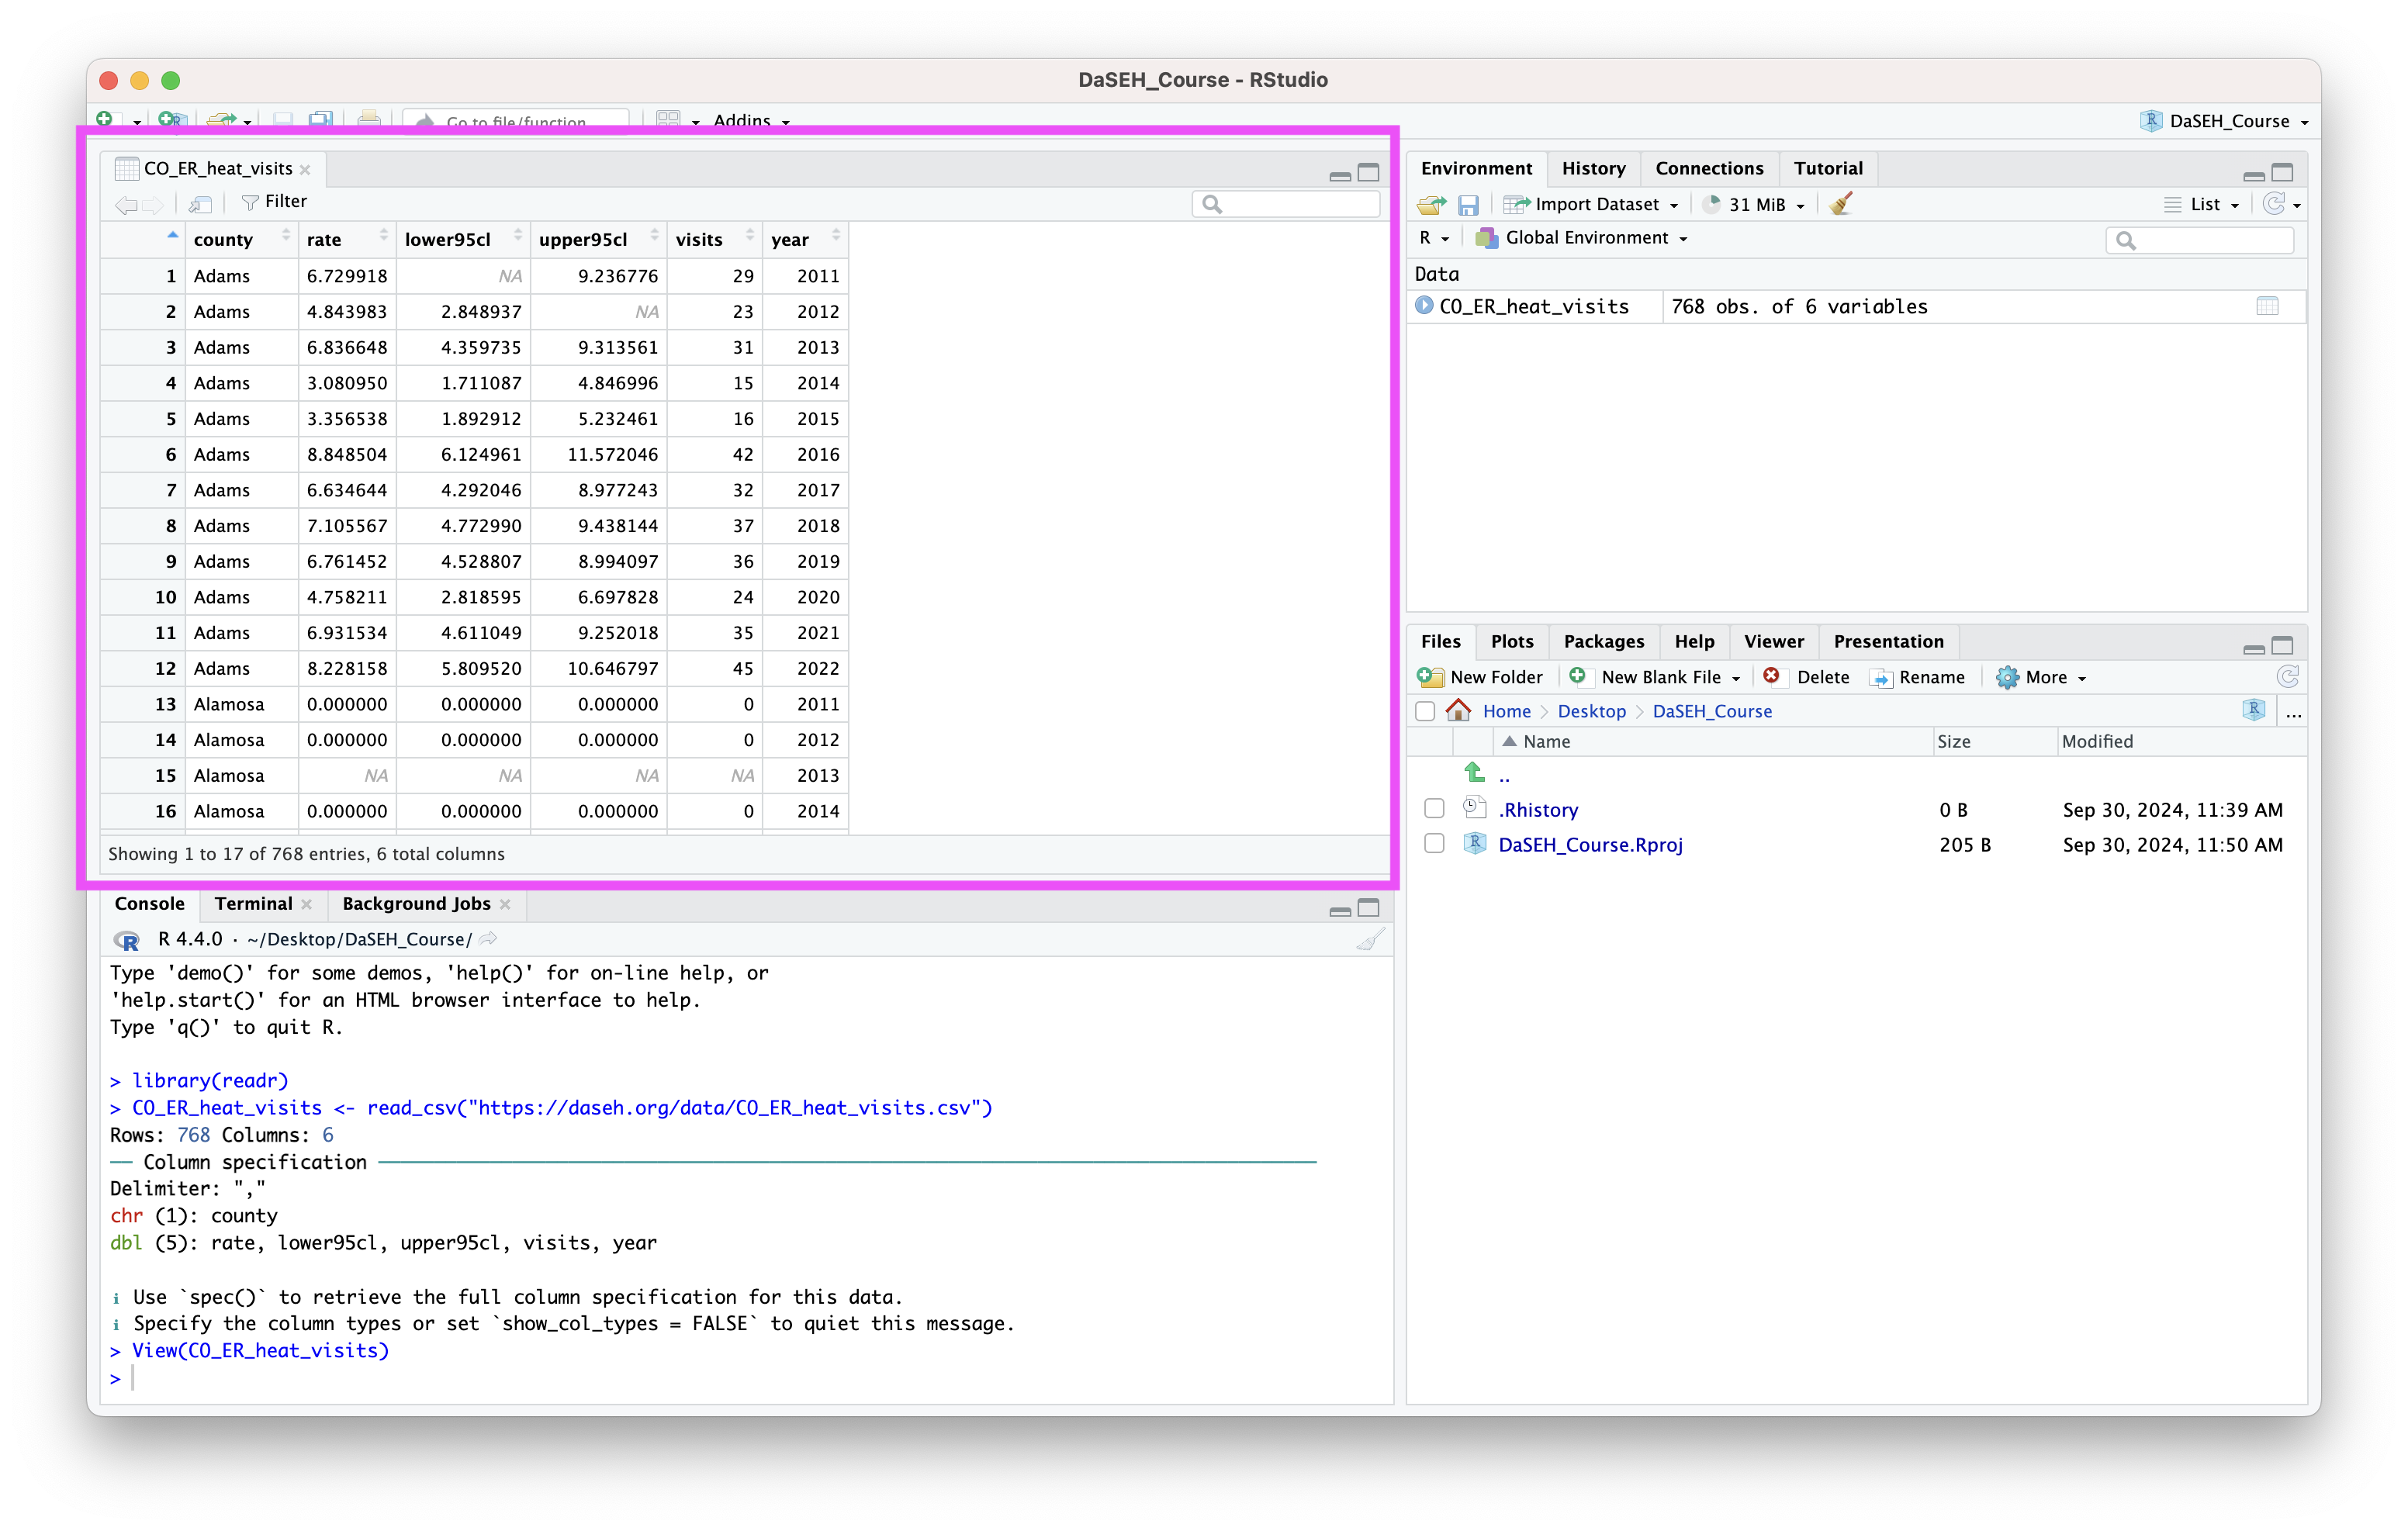 DaSEH_Course - RStudio
Go to file/function Addins DaSEH_Course
CO_ER_heat_visits
Filter
county rate lower95cl upper95cl visits year
1 Adams 6.729918 NA 9.236776 29 2011
2 Adams 4.843983 2.848937 NA 23 2012
3 Adams 6.836648 4.359735 9.313561 31 2013
4 Adams 3.080950 1.711087 4.846996 15 2014
5 Adams 3.356538 1.892912 5.232461 16 2015
6 Adams 8.848504 6.124961 11.572046 42 2016
7 Adams 6.634644 4.292046 8.977243 32 2017
8 Adams 7.105567 4.772990 9.438144 37 2018
9 Adams 6.761452 4.528807 8.994097 36 2019
10 Adams 4.758211 2.818595 6.697828 24 2020
11 Adams 6.931534 4.611049 9.252018 35 2021
12 Adams 8.228158 5.809520 10.646797 45 2022
13 Alamosa 0.000000 0.000000 0.000000 0 2011
14 Alamosa 0.000000 0.000000 0.000000 0 2012
15 Alamosa NA NA NA NA 2013
16 Alamosa 0.000000 0.000000 0.000000 0 2014
Showing 1 to 17 of 768 entries, 6 total columns
Console Terminal Background Jobs
R 4.4.0 · ~/Desktop/DaSEH_Course/
Type 'demo()' for some demos, 'help()' for on-line help, or
'help.start()' for an HTML browser interface to help.
Type 'q()' to quit R.
> library(readr)
> CO_ER_heat_visits <- read_csv("https://daseh.org/data/CO_ER_heat_visits.csv")
Rows: 768 Columns: 6
── Column specification ──
Delimiter: ","
chr (1): county
dbl (5): rate, lower95cl, upper95cl, visits, year
ℹ Use `spec()` to retrieve the full column specification for this data.
ℹ Specify the column types or set `show_col_types = FALSE` to quiet this message.
> View(CO_ER_heat_visits)
>
Environment History Connections Tutorial
Import Dataset 31 MiB List
R Global Environment
Data
CO_ER_heat_visits 768 obs. of 6 variables
Files Plots Packages Help Viewer Presentation
New Folder New Blank File Delete Rename More
Home Desktop DaSEH_Course ...
Name Size Modified
..
.Rhistory 0 B Sep 30, 2024, 11:39 AM
DaSEH_Course.Rproj 205 B Sep 30, 2024, 11:50 AM